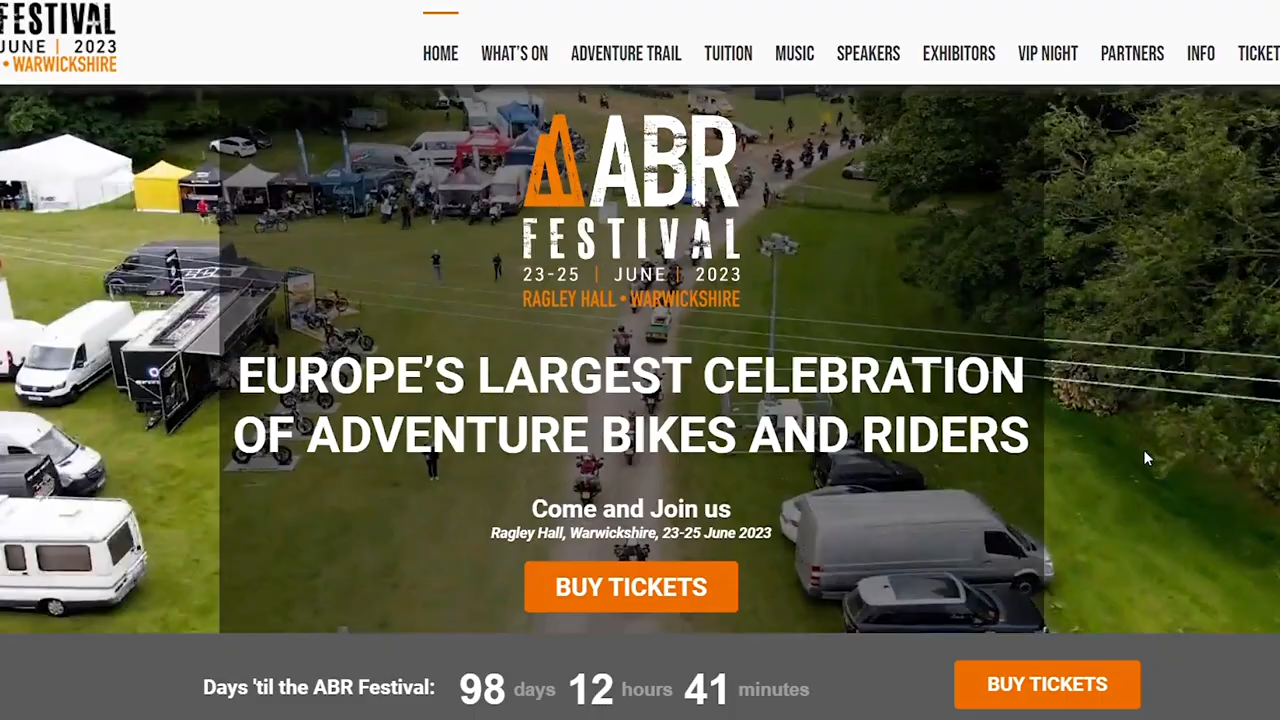 FESTIVAL
JUNE | 2023
• WARWICKSHIRE
HOME WHAT'S ON ADVENTURE TRAIL TUITION MUSIC SPEAKERS EXHIBITORS VIP NIGHT PARTNERS INFO TICKET
ABR
FESTIVAL
23-25 | JUNE | 2023
RAGLEY HALL • WARWICKSHIRE
EUROPE’S LARGEST CELEBRATION
OF ADVENTURE BIKES AND RIDERS
Come and Join us
Ragley Hall, Warwickshire, 23-25 June 2023
BUY TICKETS
Days 'til the ABR Festival: 98 days 12 hours 41 minutes
BUY TICKETS